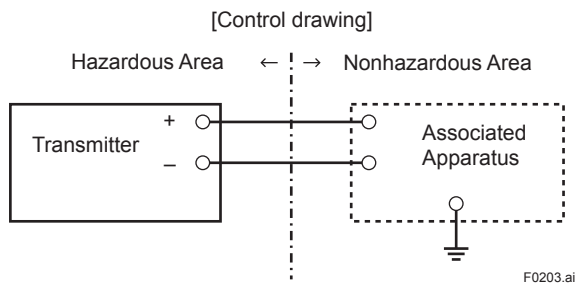 [Control drawing]
Hazardous Area ← → Nonhazardous Area
Transmitter
+
–
Associated
Apparatus
F0203.ai